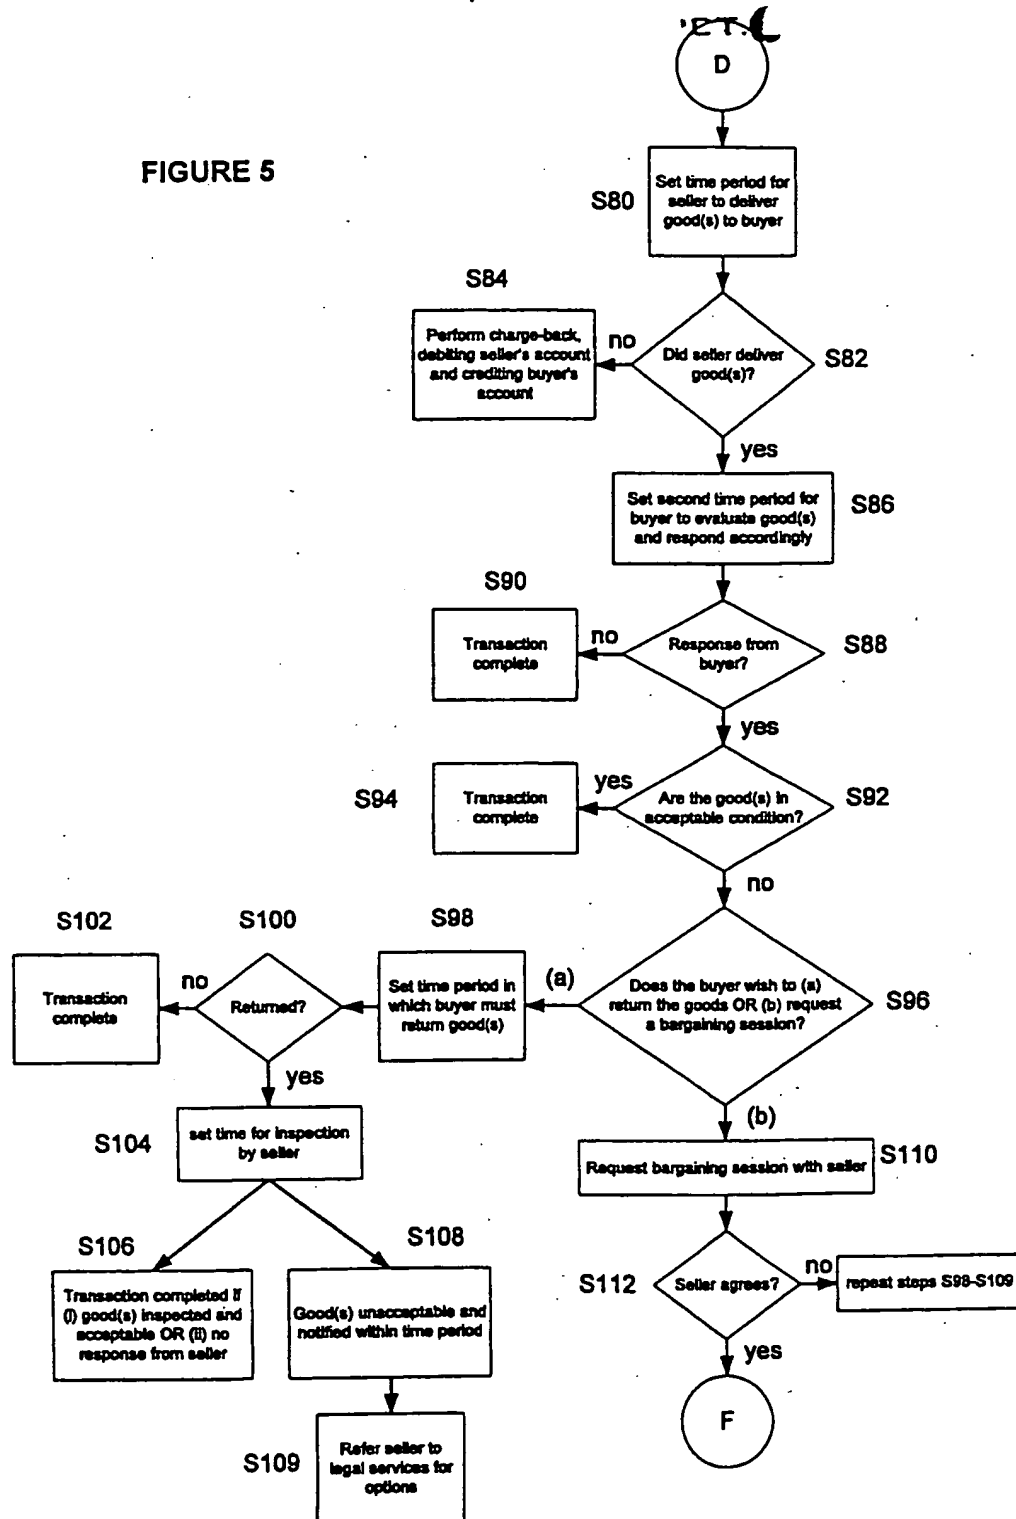 'ET.
D
FIGURE 5
S80
Set time period for
seller to deliver
good(s) to buyer
S84
Perform charge-back,
debiting seller's account
and crediting buyer's
account
no
Did seller deliver
good(s)?
S82
yes
Set second time period for
buyer to evaluate good(s)
and respond accordingly
S86
S90
Transaction
complete
no
Response from
buyer?
S88
yes
S94
Transaction
complete
yes
Are the good(s) in
acceptable condition?
S92
no
S102
S100
S98
Transaction
complete
no
Returned?
Set time period in
which buyer must
return good(s)
(a)
Does the buyer wish to (a)
return the goods OR (b) request
a bargaining session?
S96
yes
(b)
S104
set time for inspection
by seller
Request bargaining session with seller
S110
S106
S108
Transaction completed if
(i) good(s) inspected and
acceptable OR (ii) no
response from seller
Good(s) unacceptable and
notified within time period
S112
Seller agrees?
no
repeat steps S98-S109
yes
F
S109
Refer seller to
legal services for
options